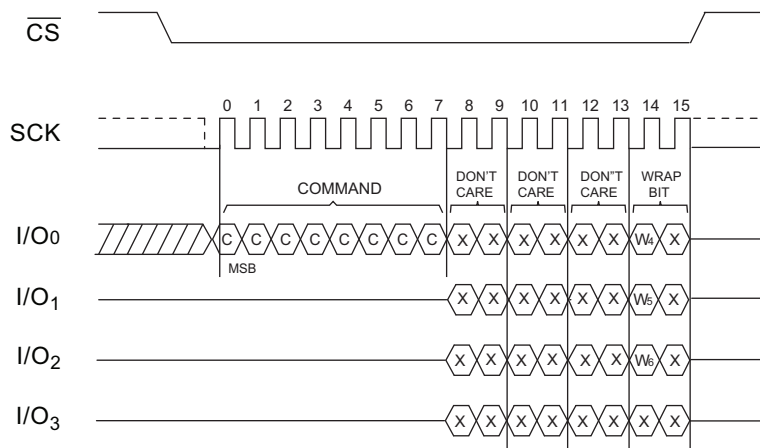 CS
0 1 2 3 4 5 6 7 8 9 10 11 12 13 14 15
SCK
COMMAND
DON'T CARE
DON'T CARE
DON"T CARE
WRAP BIT
I/O0 C C C C C C C C X X X X X X W4 X
MSB
I/O1 X X X X X X W5 X
I/O2 X X X X X X W6 X
I/O3 X X X X X X X X